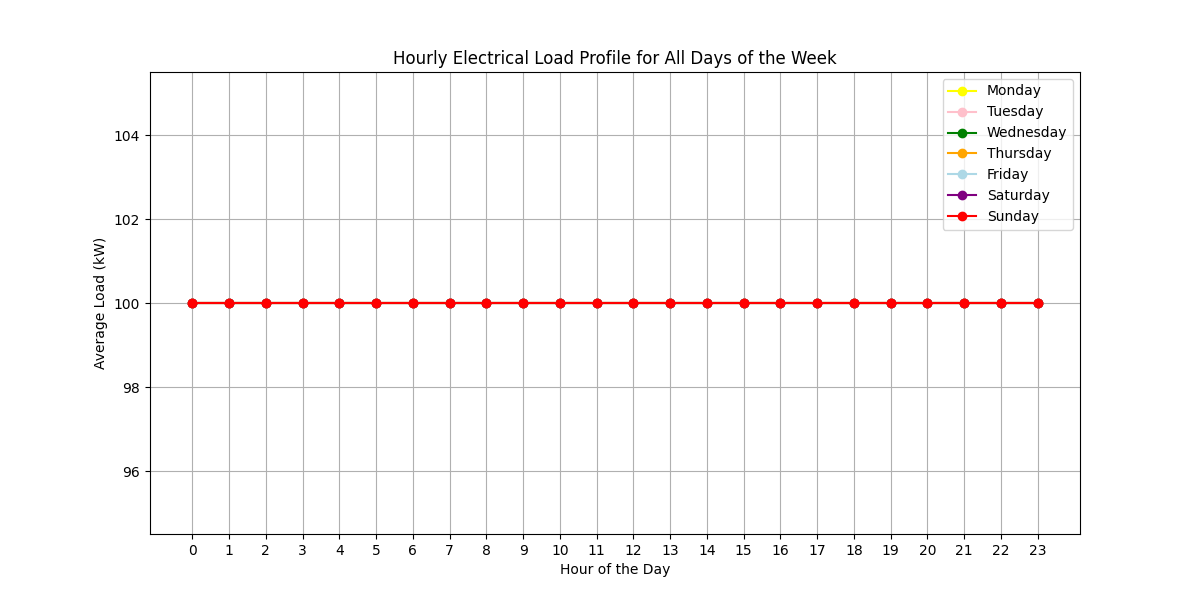 Hourly Electrical Load Profile for All Days of the Week
Monday
Tuesday
Wednesday
Thursday
Friday
Saturday
Sunday
104
102
100
98
96
Average Load (kW)
0 1 2 3 4 5 6 7 8 9 10 11 12 13 14 15 16 17 18 19 20 21 22 23
Hour of the Day